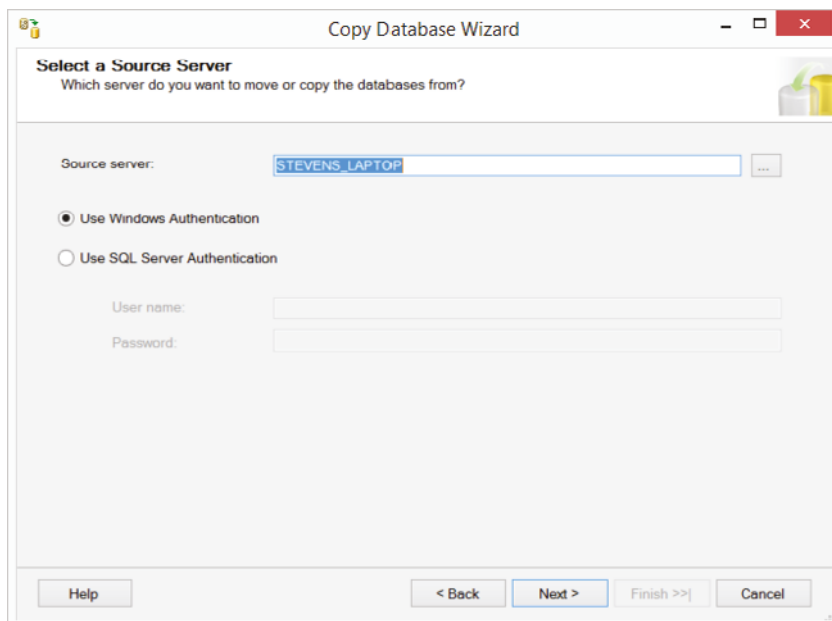 Copy Database Wizard
Select a Source Server
Which server do you want to move or copy the databases from?
Source server: STEVENS_LAPTOP ...
Use Windows Authentication
Use SQL Server Authentication
User name:
Password:
Help < Back Next > Finish >>| Cancel